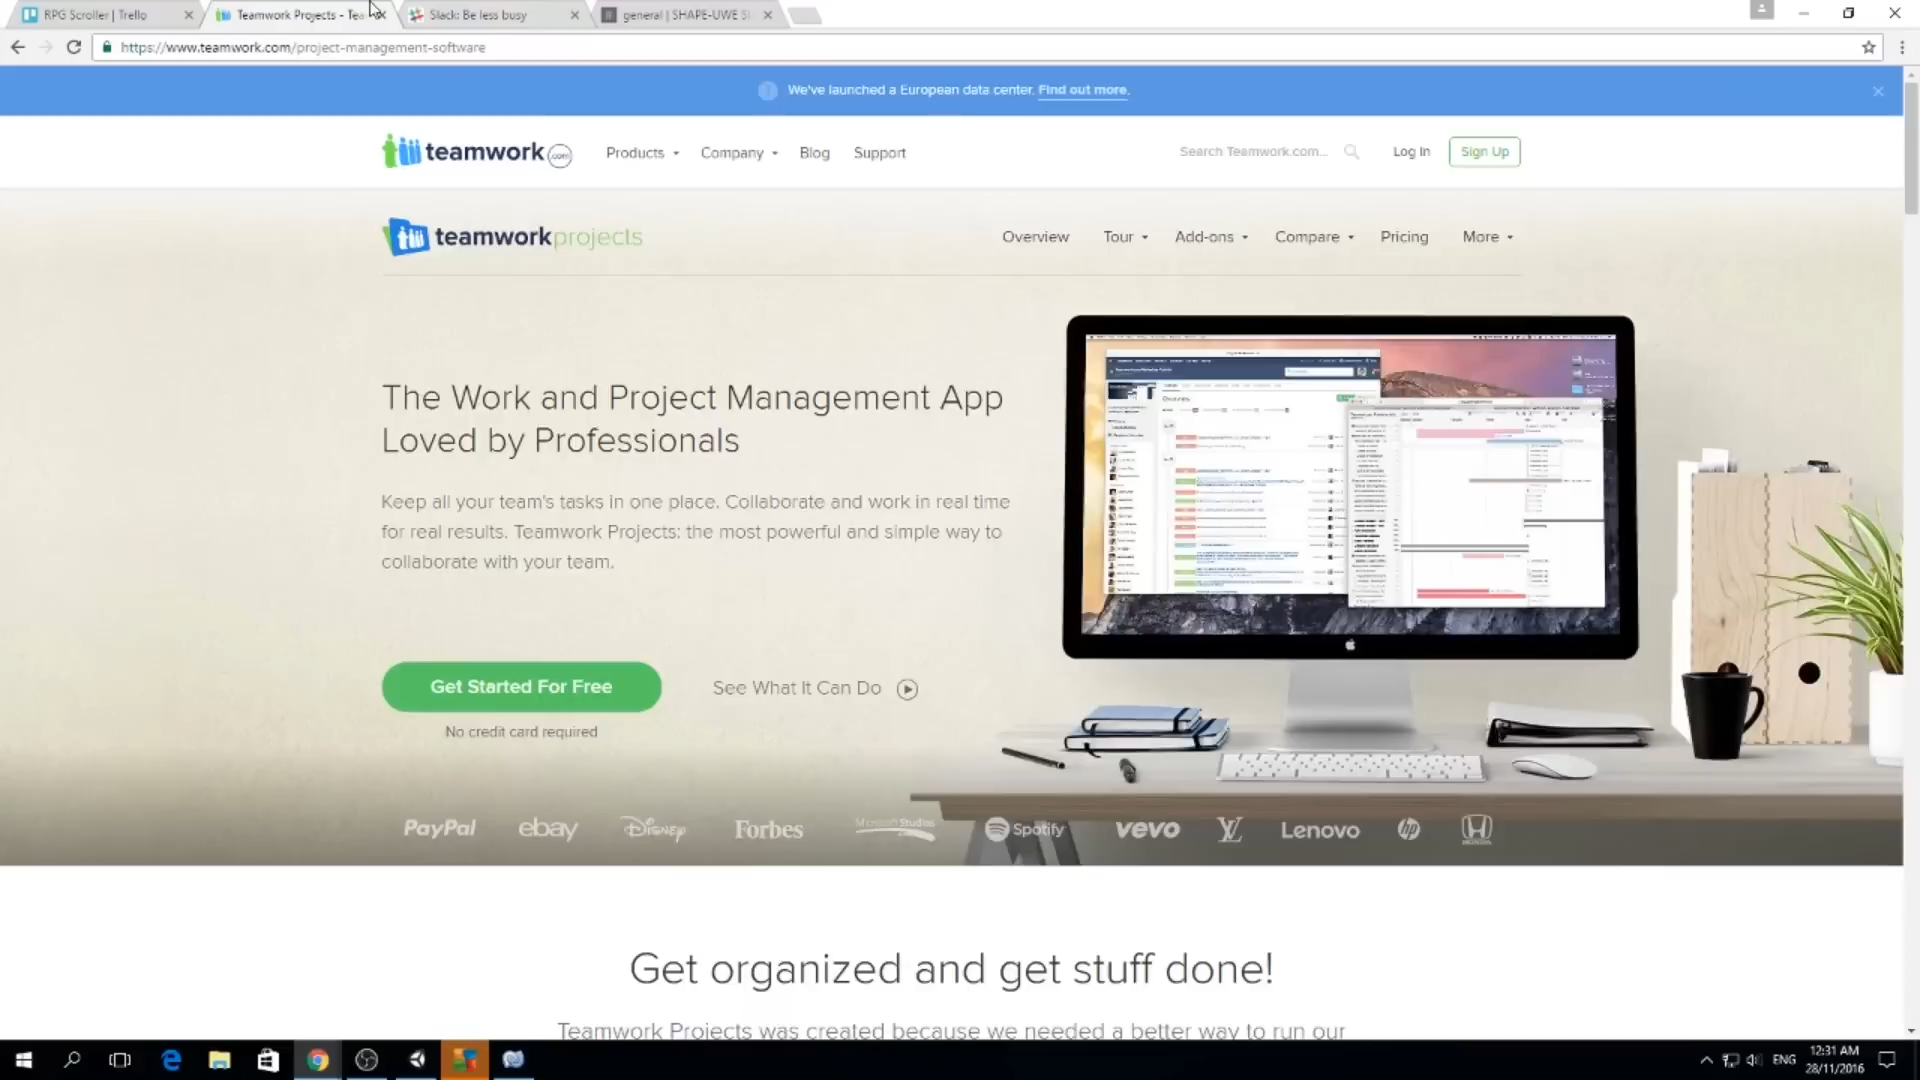 RPG Scroller | Trello
Teamwork Projects - Tea
Slack: Be less busy
general | SHAPE-UWE S
https://www.teamwork.com/project-management-software
We've launched a European data center. Find out more.
teamwork.com
Products
Company
Blog
Support
Search Teamwork.com...
Log In
Sign Up
teamworkprojects
Overview
Tour
Add-ons
Compare
Pricing
More
The Work and Project Management App
Loved by Professionals
Keep all your team's tasks in one place. Collaborate and work in real time
for real results. Teamwork Projects: the most powerful and simple way to
collaborate with your team.
Get Started For Free
See What It Can Do
No credit card required
PayPal
ebay
Disney
Forbes
Microsoft Studios
Spotify
vevo
LV
Lenovo
hp
HONDA
Get organized and get stuff done!
Teamwork Projects was created because we needed a better way to run our
ENG
12:31 AM
28/11/2016